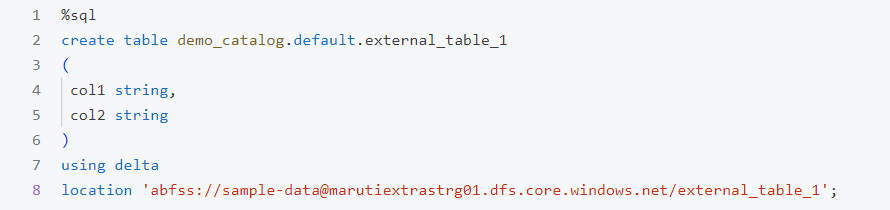 1 %sql
2 create table demo_catalog.default.external_table_1
3 (
4 col1 string,
5 col2 string
6 )
7 using delta
8 location 'abfss://sample-data@marutiextrastrg01.dfs.core.windows.net/external_table_1';